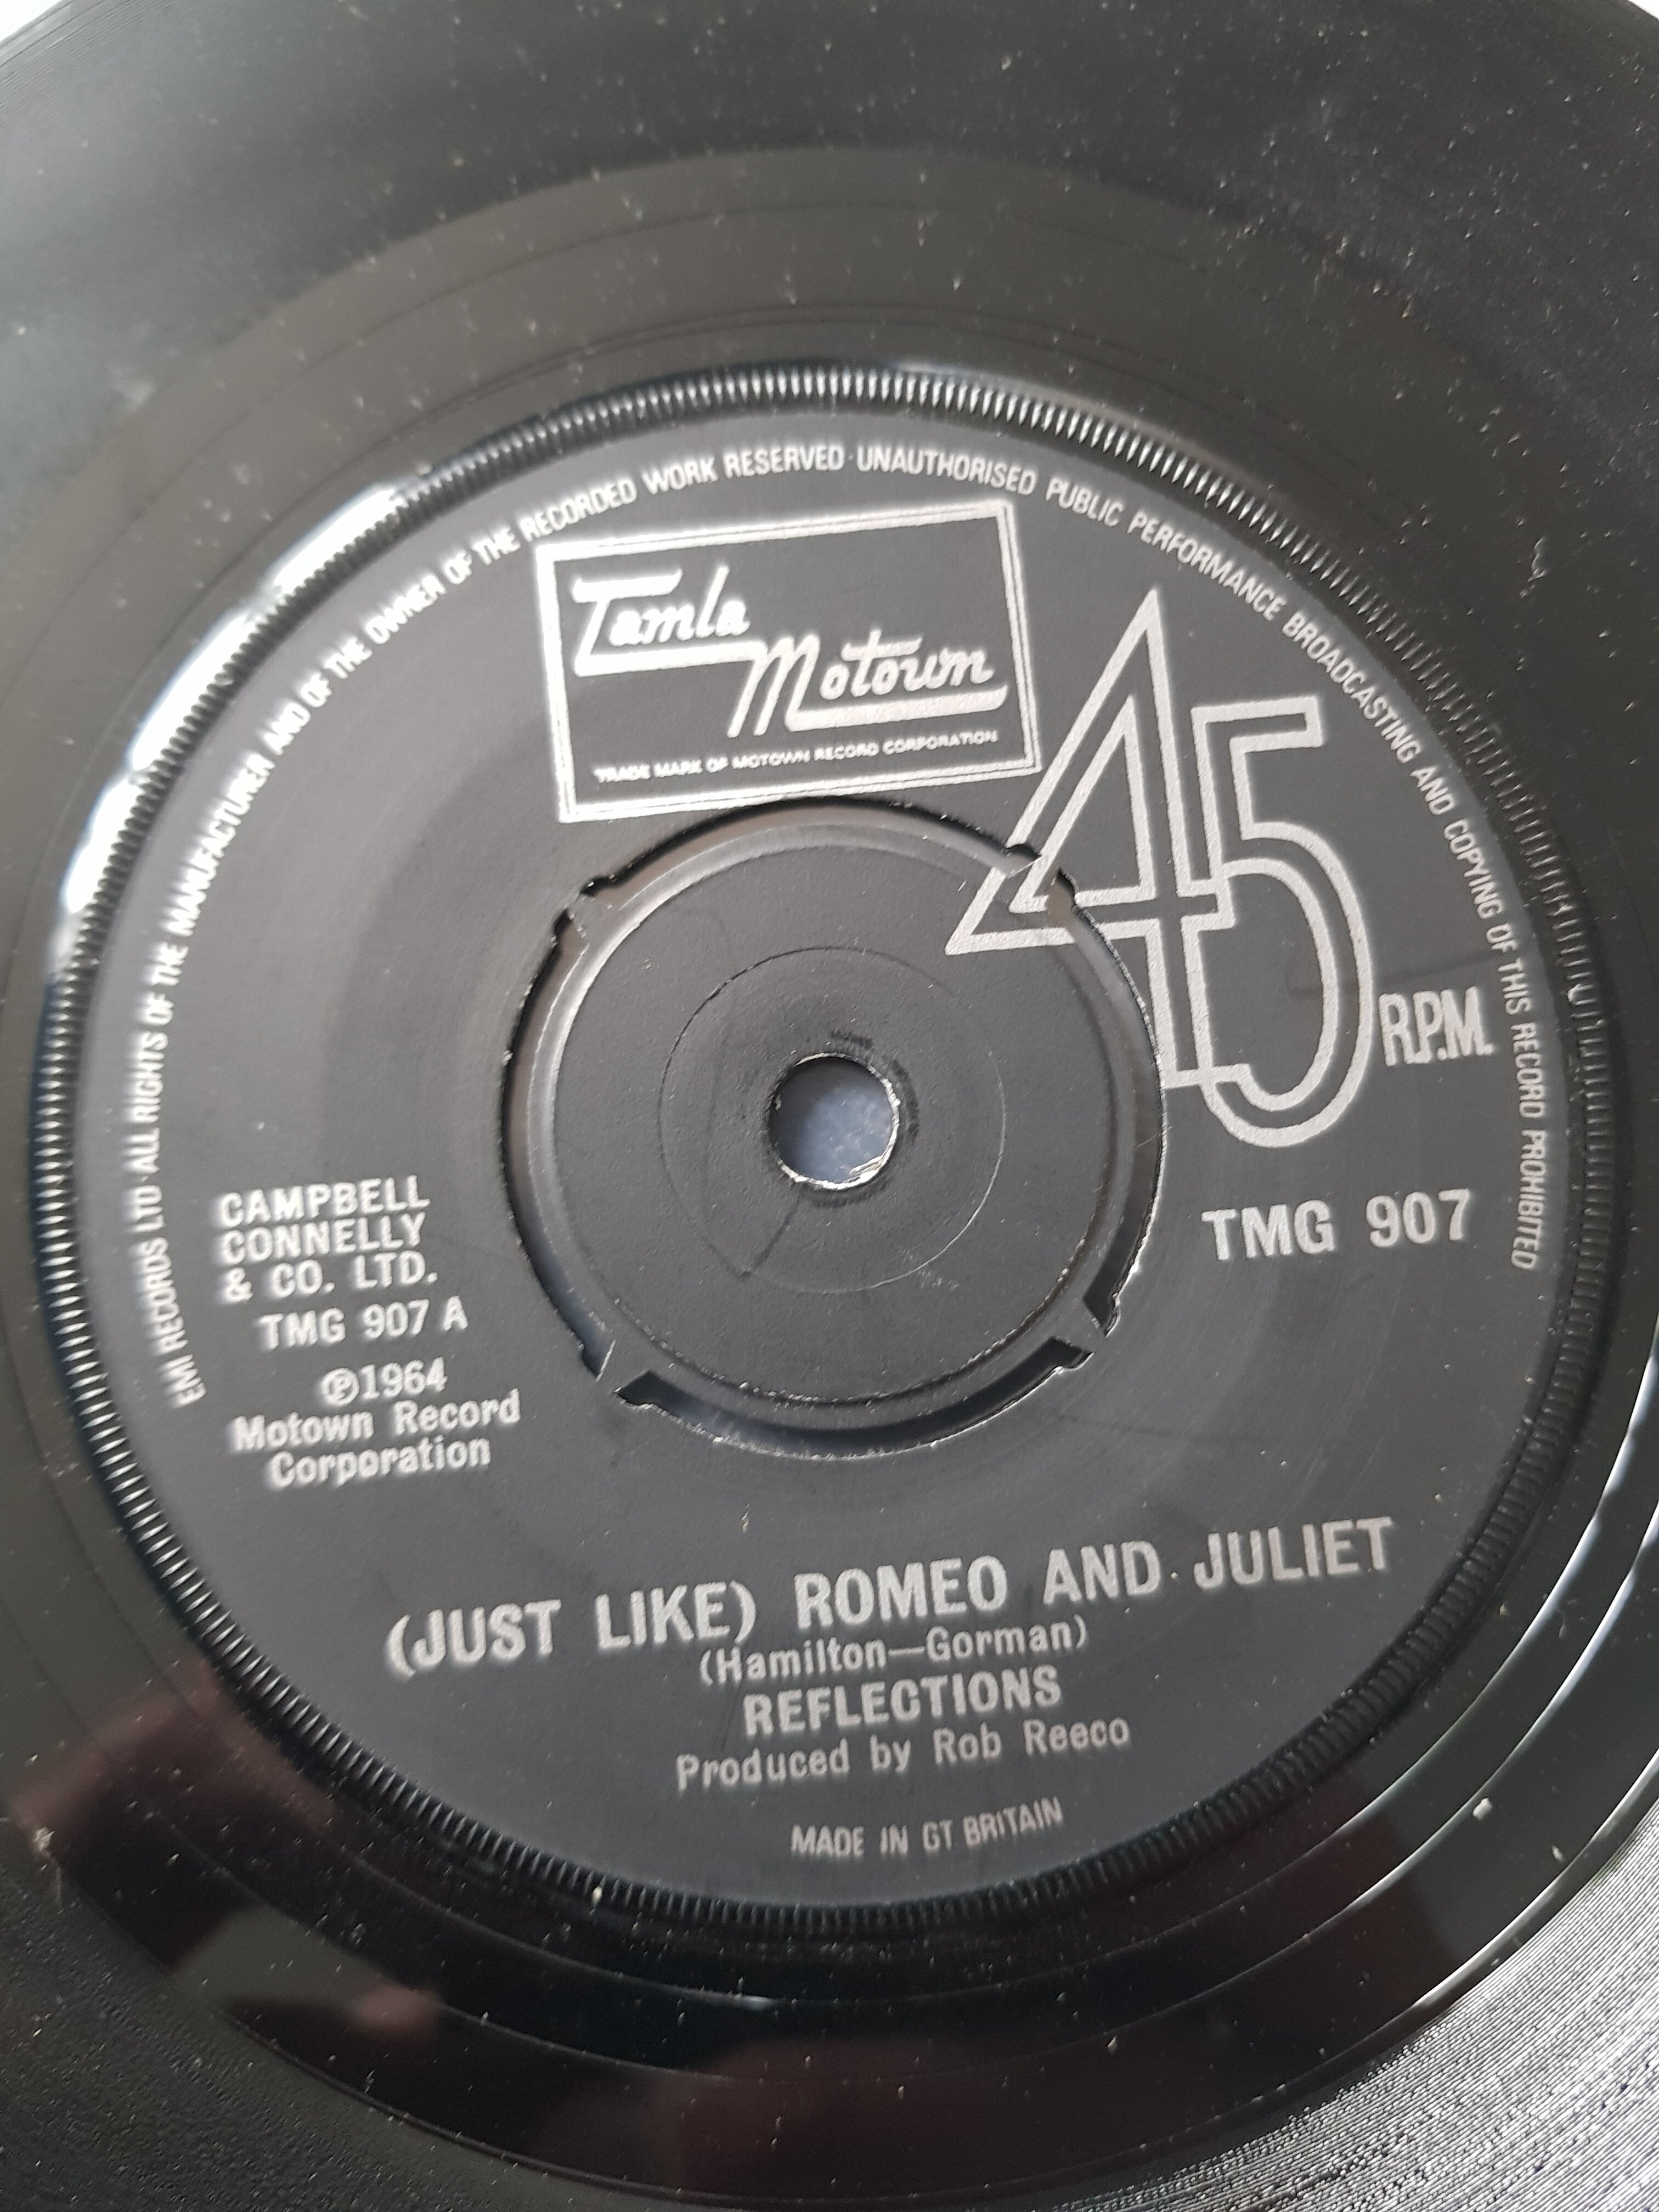 EMI RECORDS LTD · ALL RIGHTS OF THE MANUFACTURER AND OF THE OWNER OF THE RECORDED WORK RESERVED · UNAUTHORISED PUBLIC PERFORMANCE BROADCASTING AND COPYING OF THIS RECORD PROHIBITED
Tamla
Motown
TRADE MARK OF MOTOWN RECORD CORPORATION
45
R.P.M.
TMG 907
CAMPBELL
CONNELLY
& CO. LTD.
TMG 907 A
℗1964
Motown Record
Corporation
(JUST LIKE) ROMEO AND JULIET
(Hamilton—Gorman)
REFLECTIONS
Produced by Rob Reeco
MADE IN GT. BRITAIN